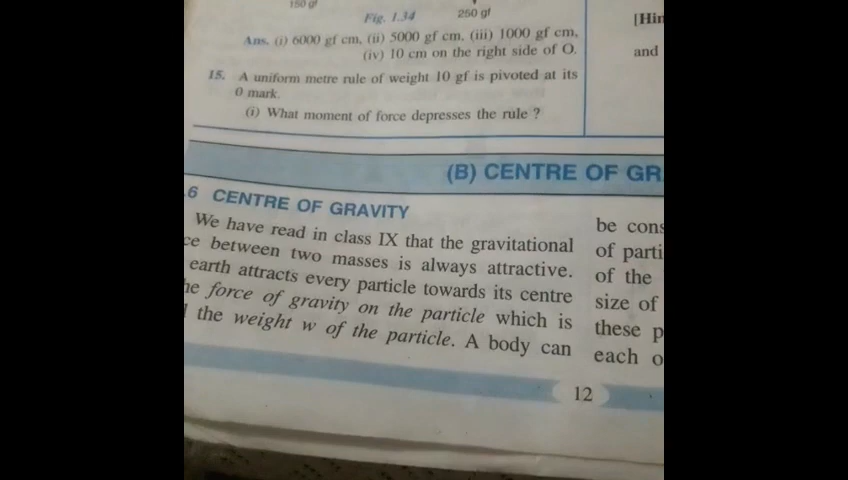 150 gf
250 gf
Fig. 1.34
[Hin
Ans. (i) 6000 gf cm, (ii) 5000 gf cm, (iii) 1000 gf cm,
(iv) 10 cm on the right side of O.
and
15. A uniform metre rule of weight 10 gf is pivoted at its
0 mark.
(i) What moment of force depresses the rule ?
(B) CENTRE OF GR
.6 CENTRE OF GRAVITY
We have read in class IX that the gravitational
ce between two masses is always attractive.
earth attracts every particle towards its centre
he force of gravity on the particle which is
the weight w of the particle. A body can
be cons
of parti
of the
size of
these p
each o
12